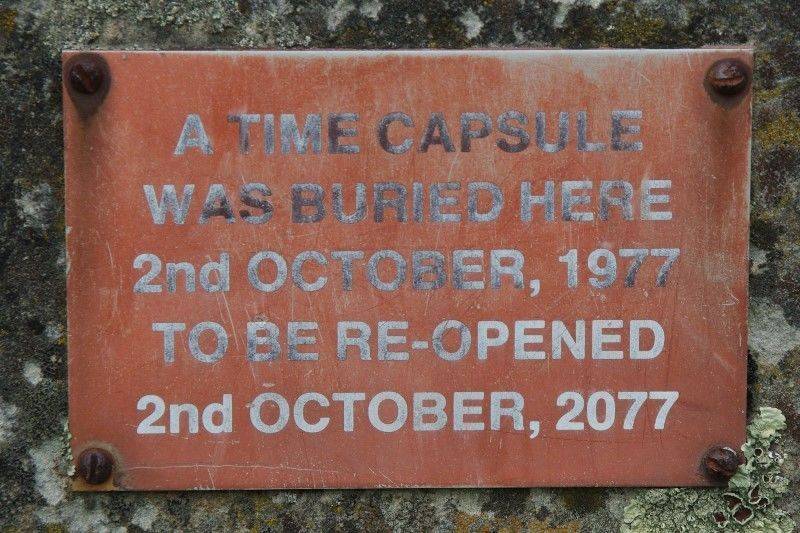 A TIME CAPSULE
WAS BURIED HERE
2nd OCTOBER, 1977
TO BE RE-OPENED
2nd OCTOBER, 2077